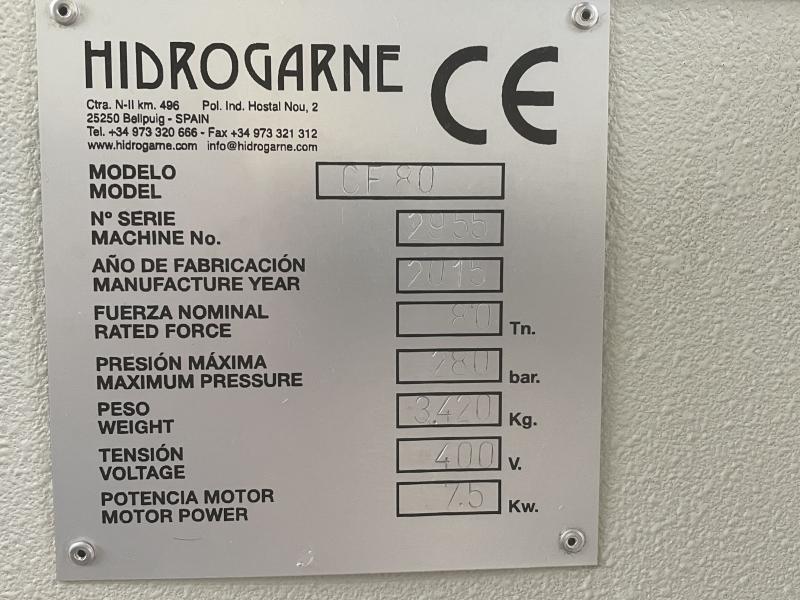 HIDROGARNE CE
Ctra. N-II km. 496 Pol. Ind. Hostal Nou, 2
25250 Bellpuig - SPAIN
Tel. +34 973 320 666 - Fax +34 973 321 312
www.hidrogarne.com info@hidrogarne.com
MODELO
MODEL CF 80
Nº SERIE
MACHINE No. 2955
AÑO DE FABRICACIÓN
MANUFACTURE YEAR 2015
FUERZA NOMINAL
RATED FORCE 80 Tn.
PRESIÓN MÁXIMA
MAXIMUM PRESSURE 280 bar.
PESO
WEIGHT 3.420 Kg.
TENSIÓN
VOLTAGE 400 V.
POTENCIA MOTOR
MOTOR POWER 7.5 Kw.